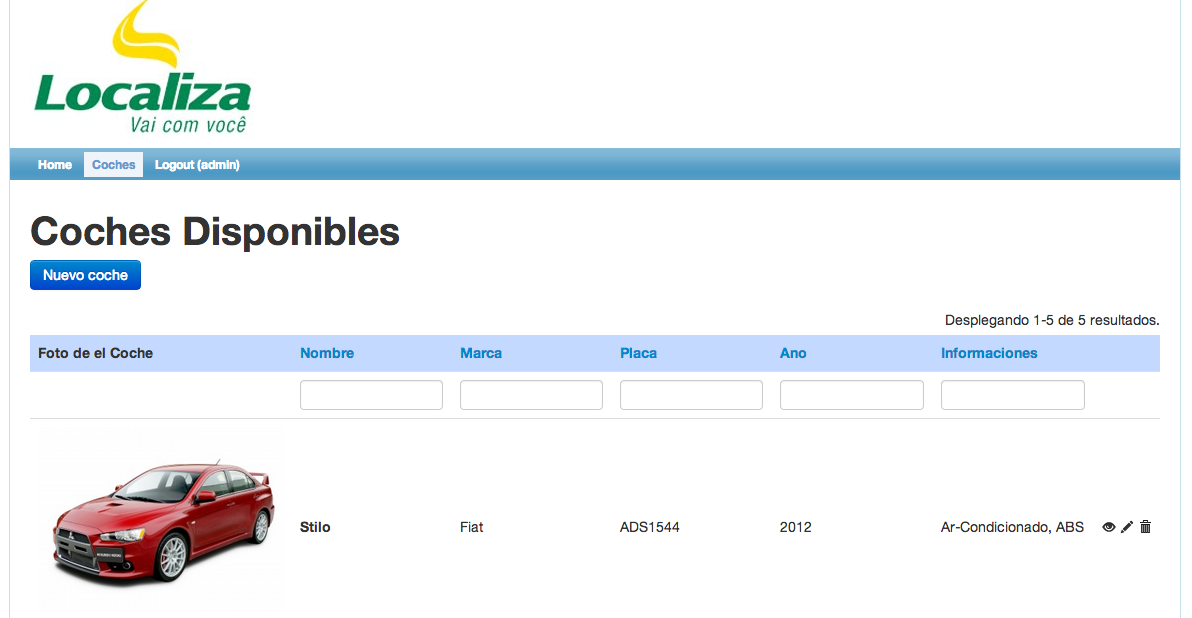 Localiza
Vai com você
Home Coches Logout (admin)
Coches Disponibles
Nuevo coche
Desplegando 1-5 de 5 resultados.
Foto de el Coche Nombre Marca Placa Ano Informaciones
Stilo Fiat ADS1544 2012 Ar-Condicionado, ABS